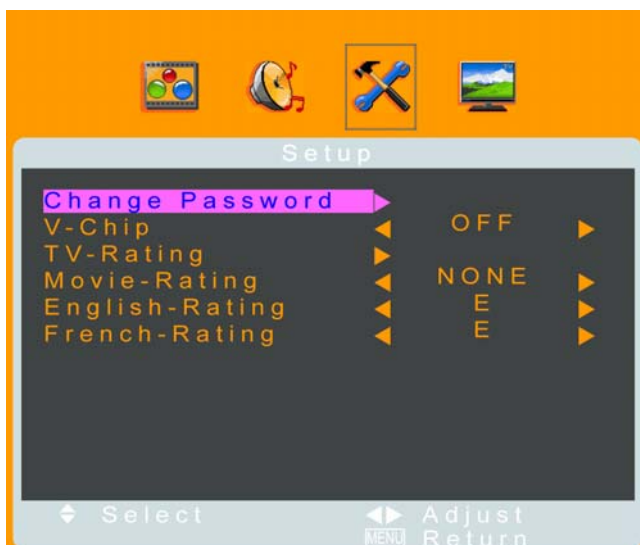 Setup
Change Password
V-Chip OFF
TV-Rating
Movie-Rating NONE
English-Rating E
French-Rating E
Select Adjust
MENU Return